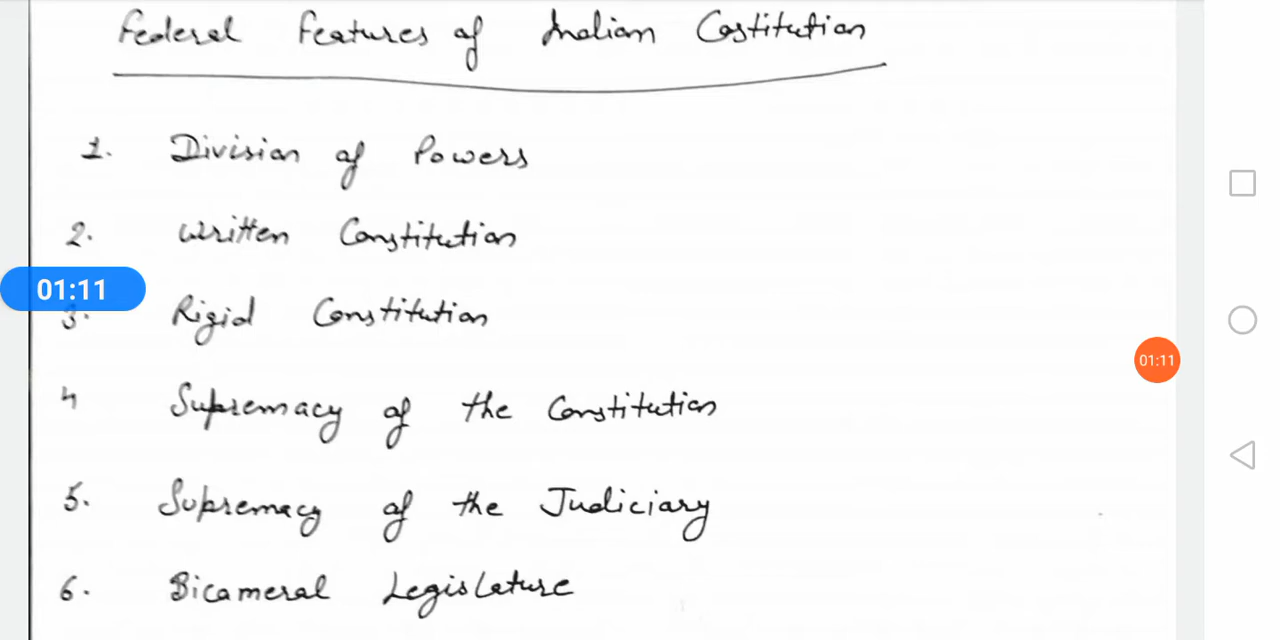 Federal Features of Indian Costitution
1. Division of Powers
2. Written Constitution
01:11
3. Rigid Constitution
01:11
4 Supremacy of the Constitution
5. Supremacy of the Judiciary
6. Bicameral Legislature